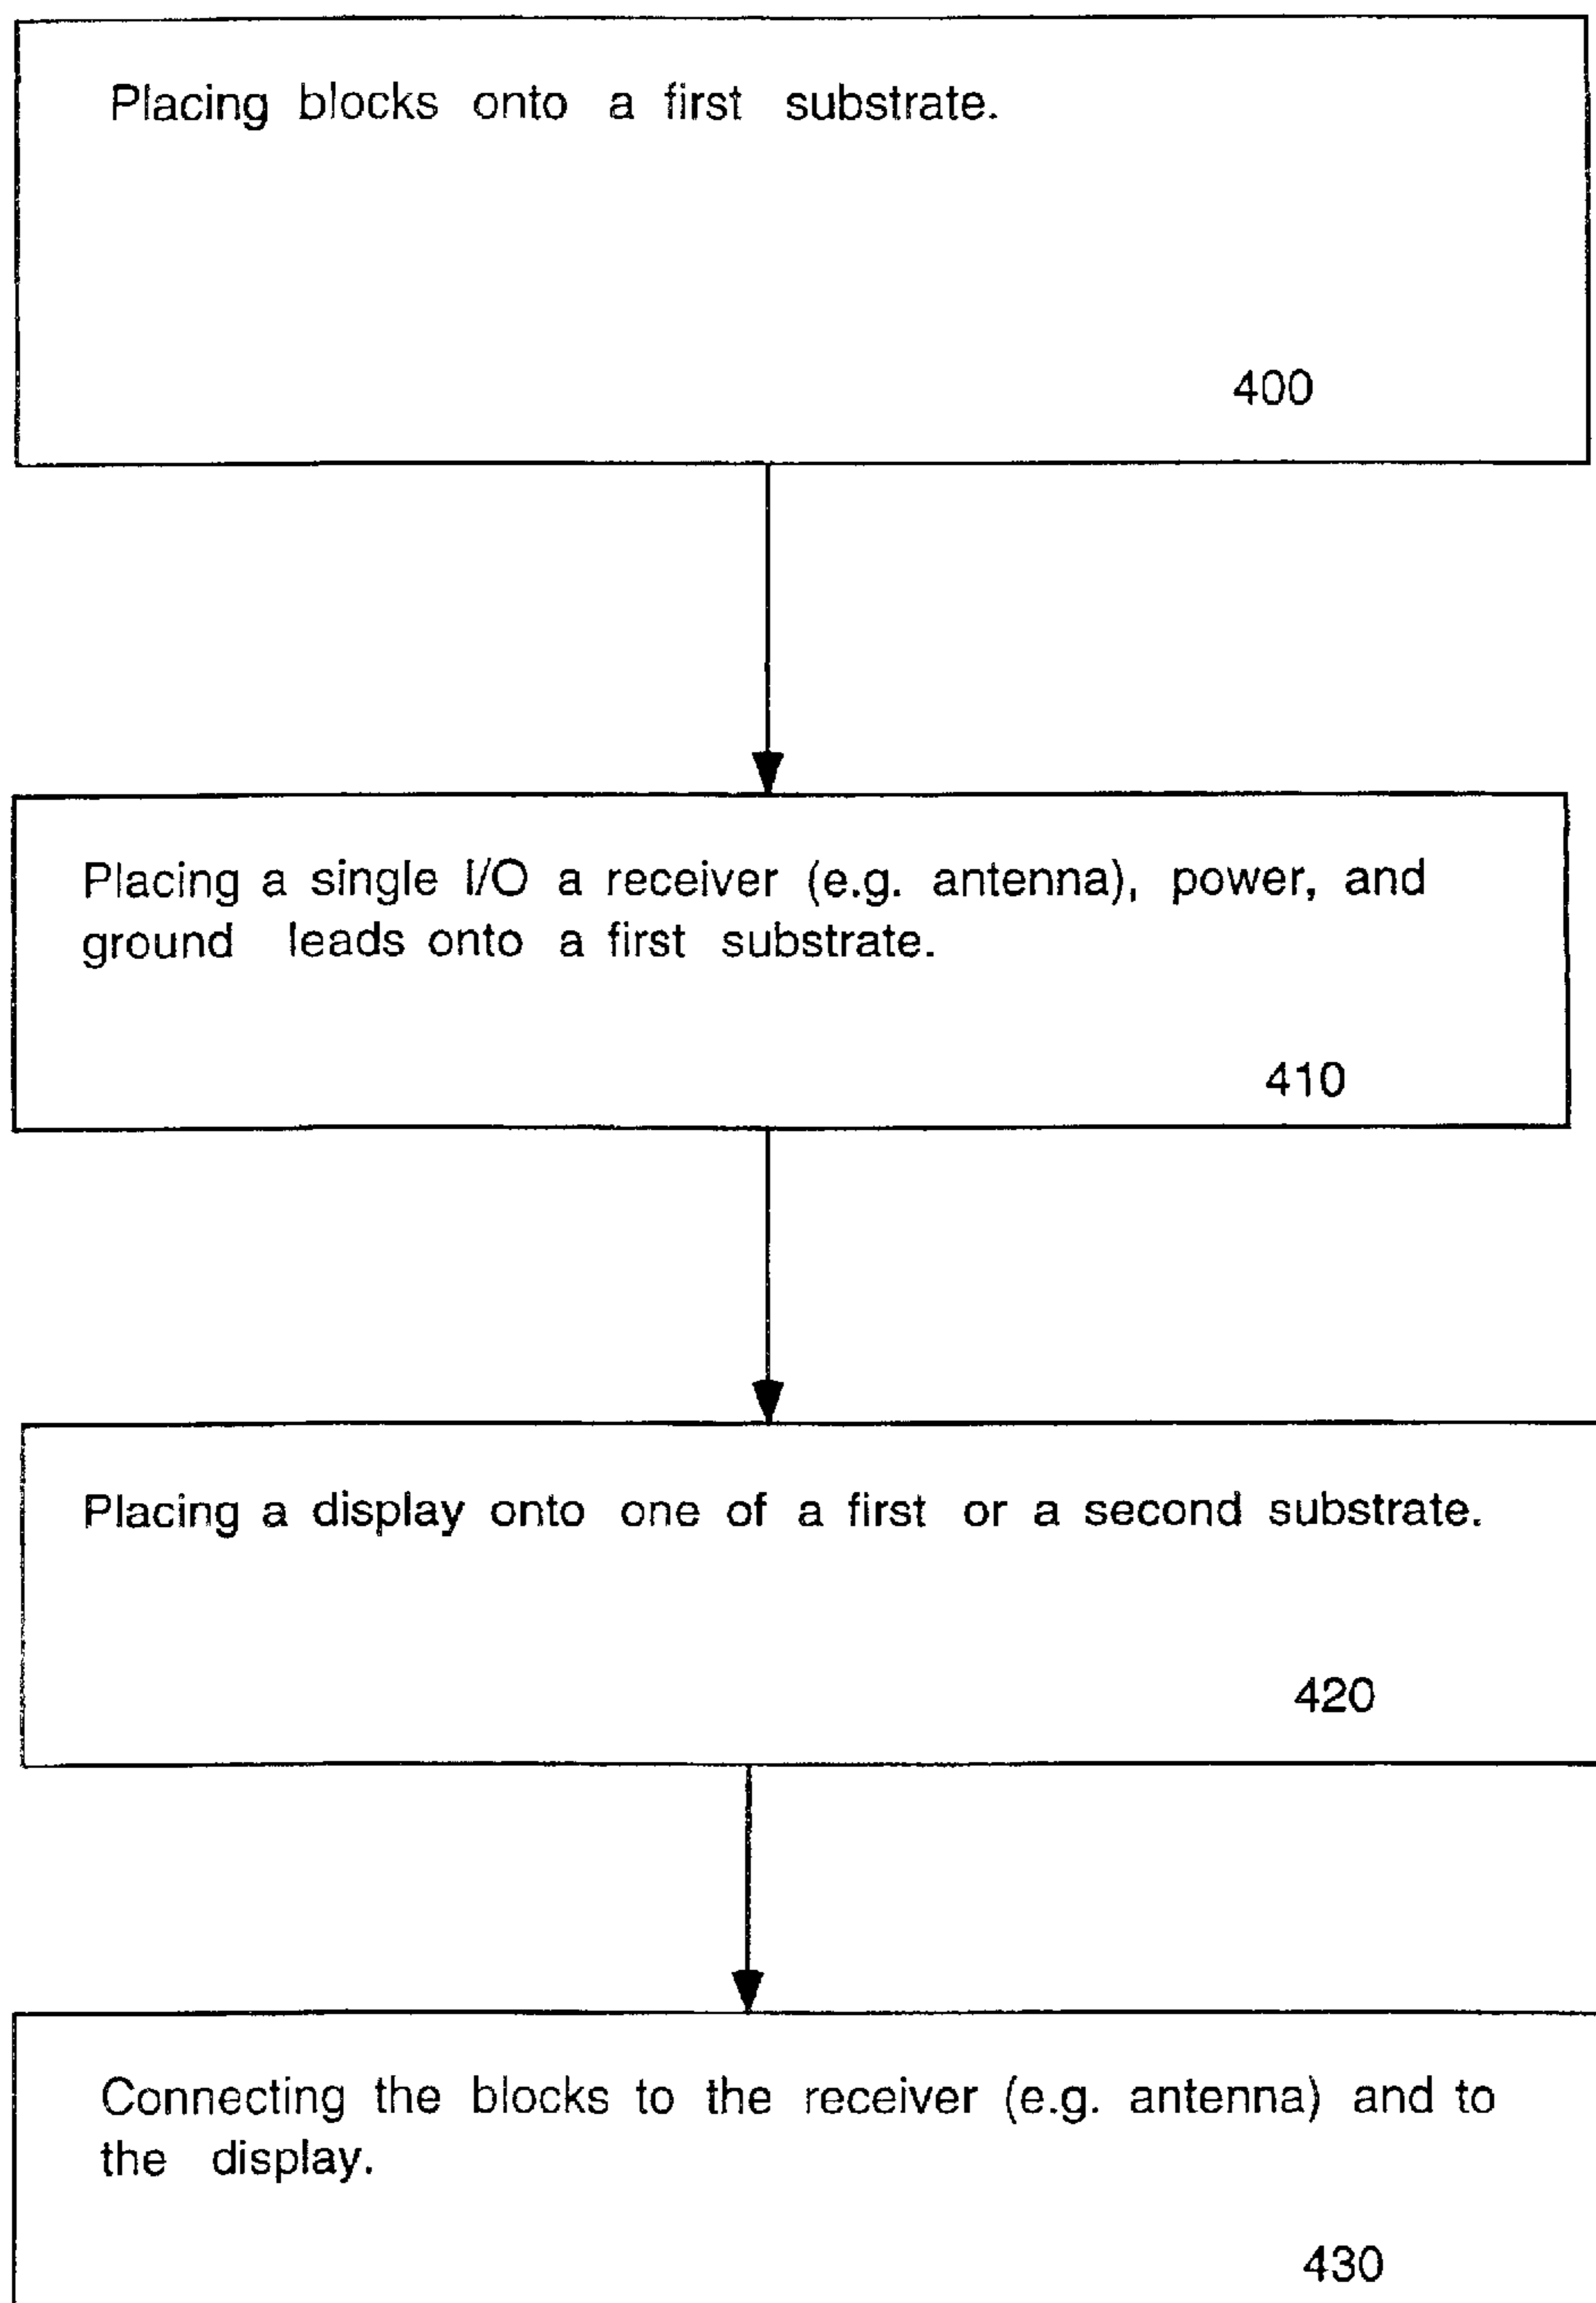 Placing blocks onto a first substrate.
400
Placing a single I/O a receiver (e.g. antenna), power, and
ground leads onto a first substrate.
410
Placing a display onto one of a first or a second substrate.
420
Connecting the blocks to the receiver (e.g. antenna) and to
the display.
430